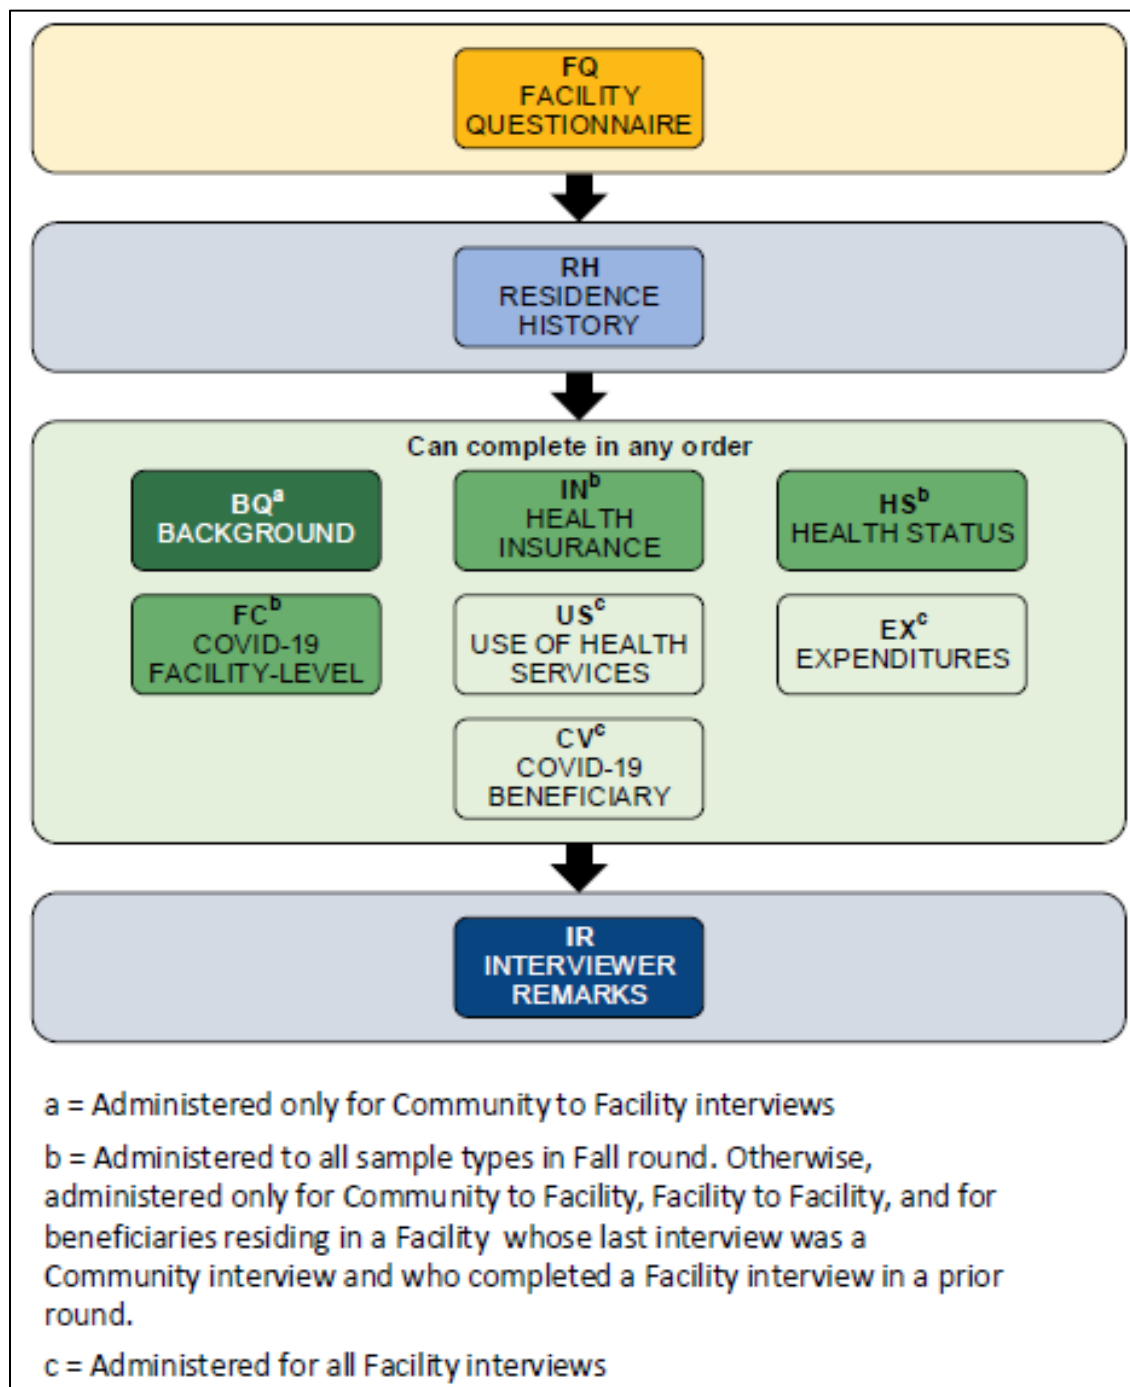 FQ
FACILITY
QUESTIONNAIRE
RH
RESIDENCE
HISTORY
Can complete in any order
BQa
BACKGROUND
INb
HEALTH
INSURANCE
HSb
HEALTH STATUS
FCb
COVID-19
FACILITY-LEVEL
USc
USE OF HEALTH
SERVICES
EXc
EXPENDITURES
CVc
COVID-19
BENEFICIARY
IR
INTERVIEWER
REMARKS
a = Administered only for Community to Facility interviews
b = Administered to all sample types in Fall round. Otherwise,
administered only for Community to Facility, Facility to Facility, and for
beneficiaries residing in a Facility whose last interview was a
Community interview and who completed a Facility interview in a prior
round.
c = Administered for all Facility interviews